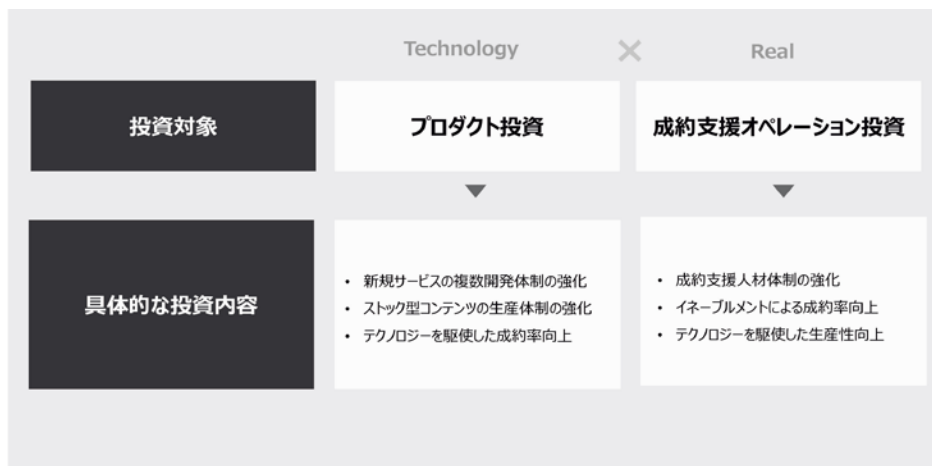 Technology × Real
投資対象
プロダクト投資
成約支援オペレーション投資
▼ ▼
具体的な投資内容
• 新規サービスの複数開発体制の強化
• ストック型コンテンツの生産体制の強化
• テクノロジーを駆使した成約率向上
• 成約支援人材体制の強化
• イネーブルメントによる成約率向上
• テクノロジーを駆使した生産性向上